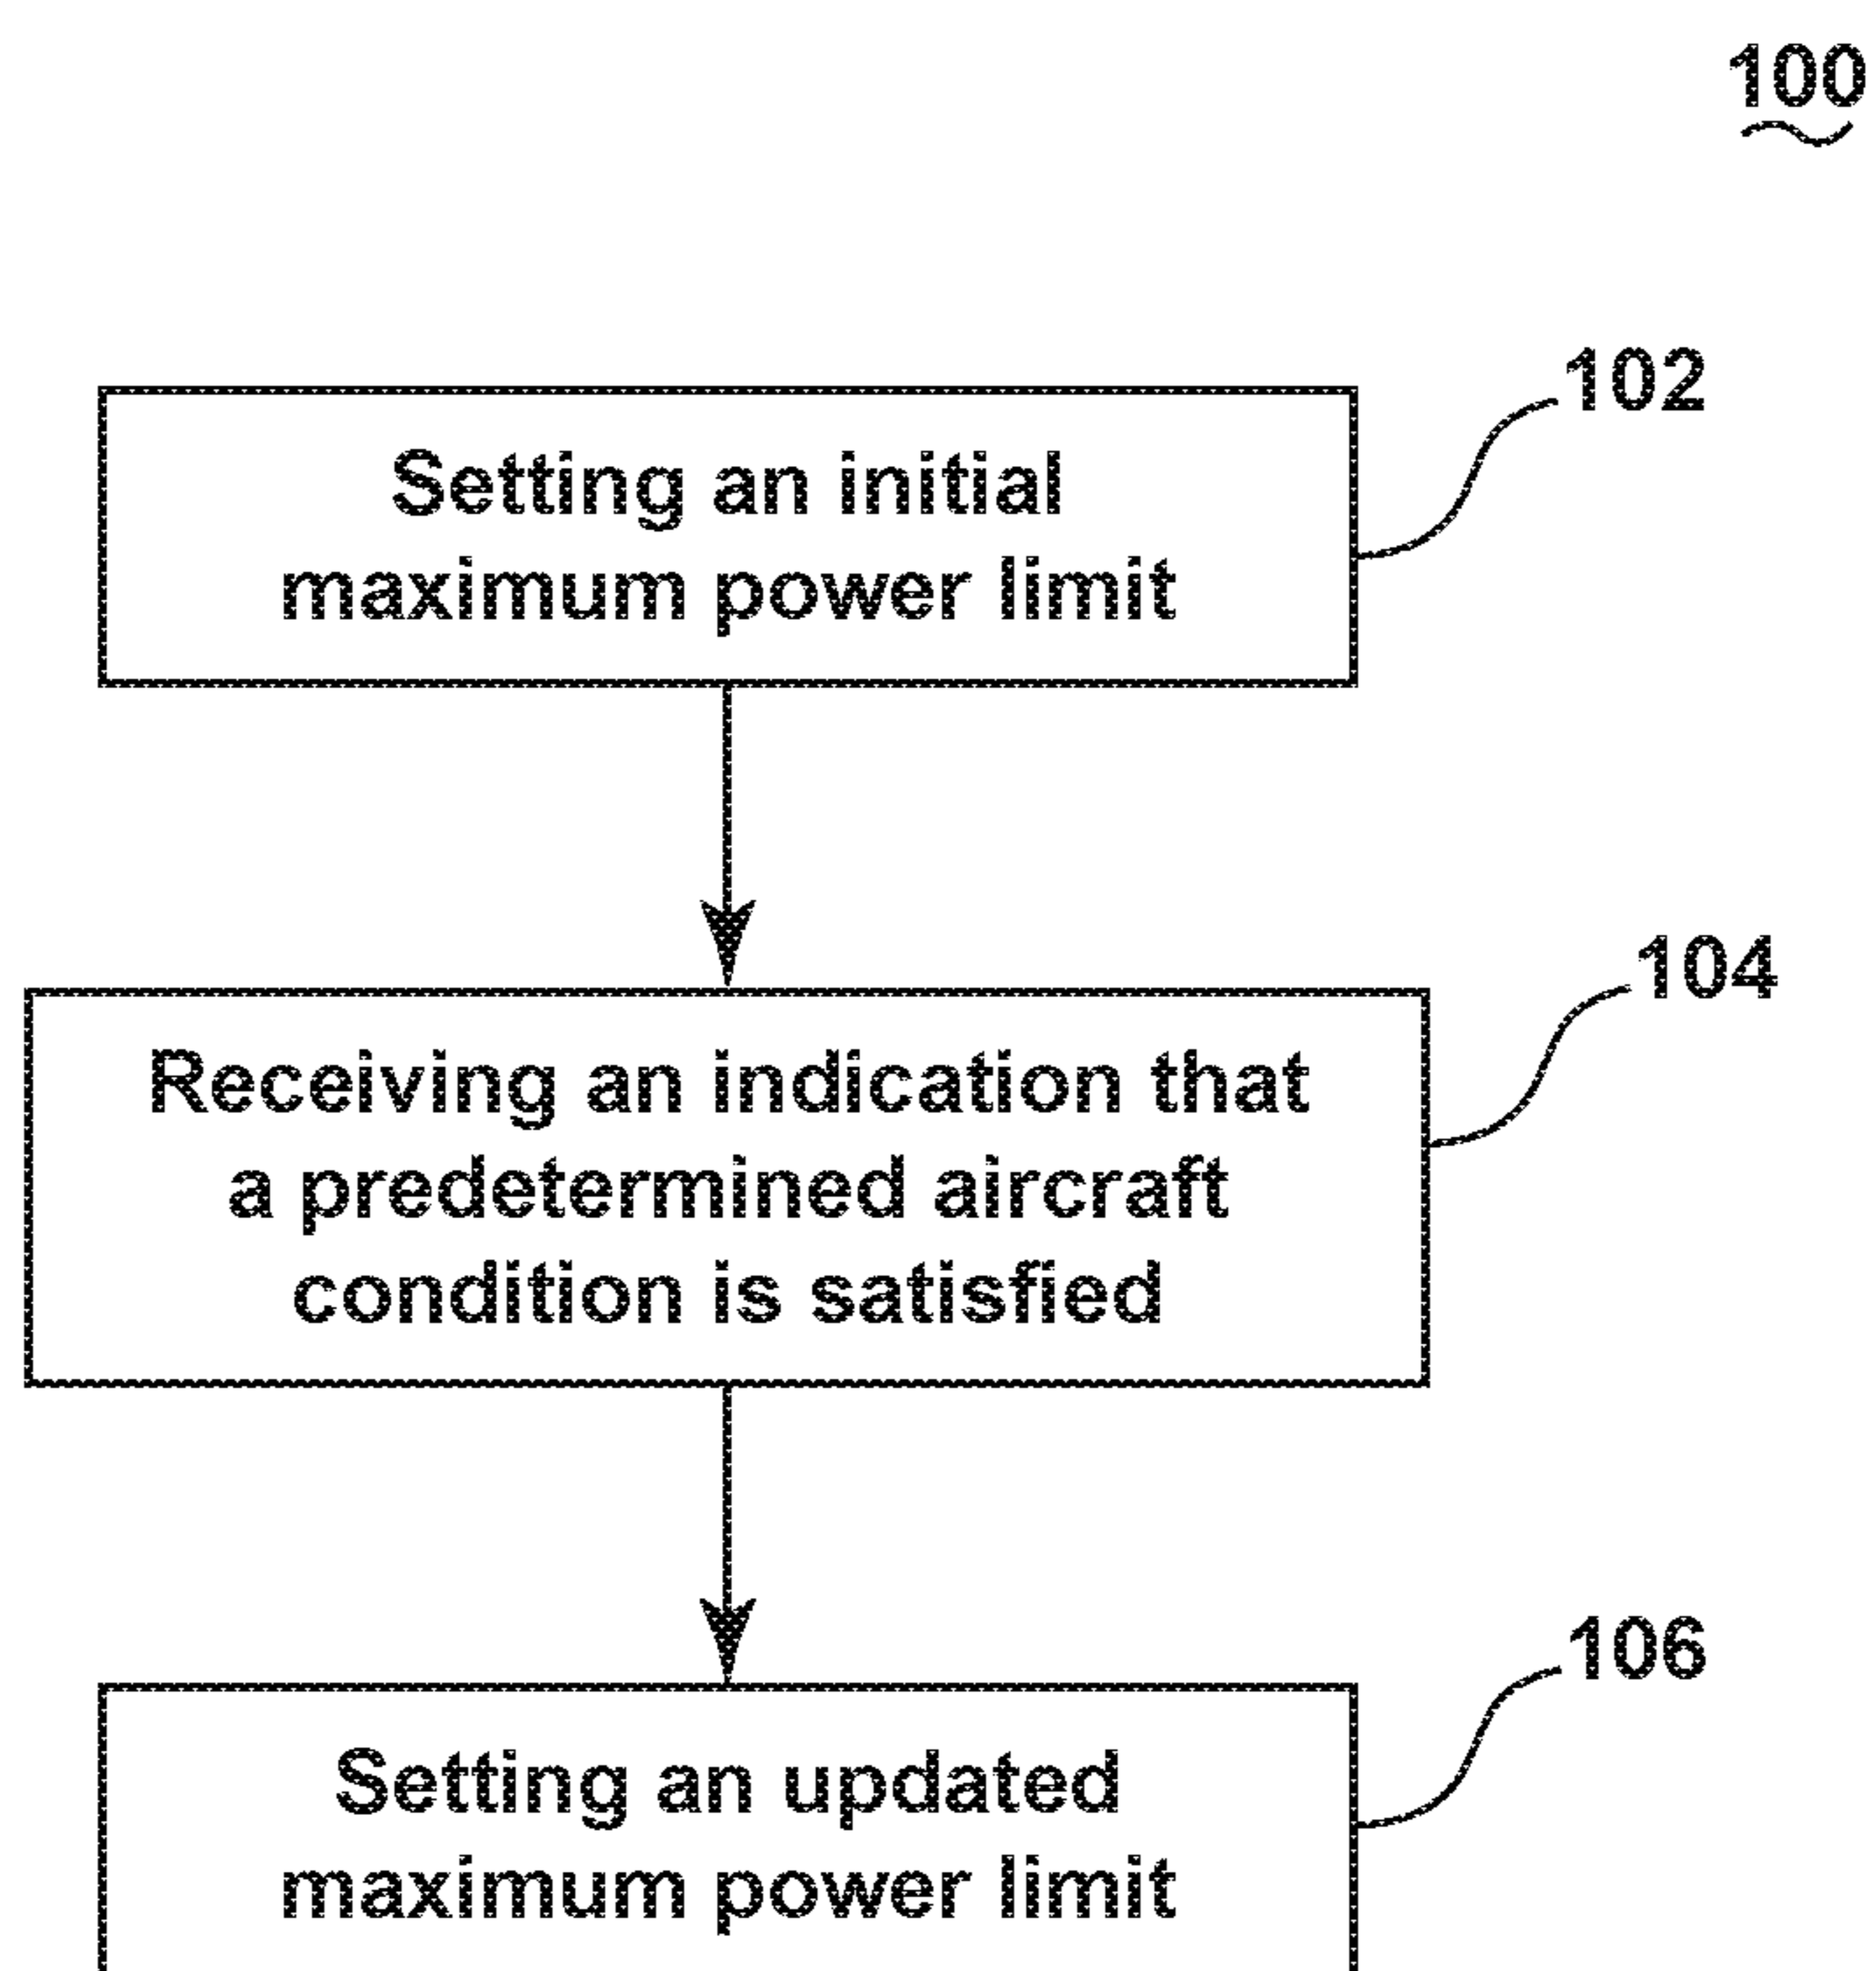 100
102
Setting an initial
maximum power limit
104
Receiving an indication that
a predetermined aircraft
condition is satisfied
106
Setting an updated
maximum power limit